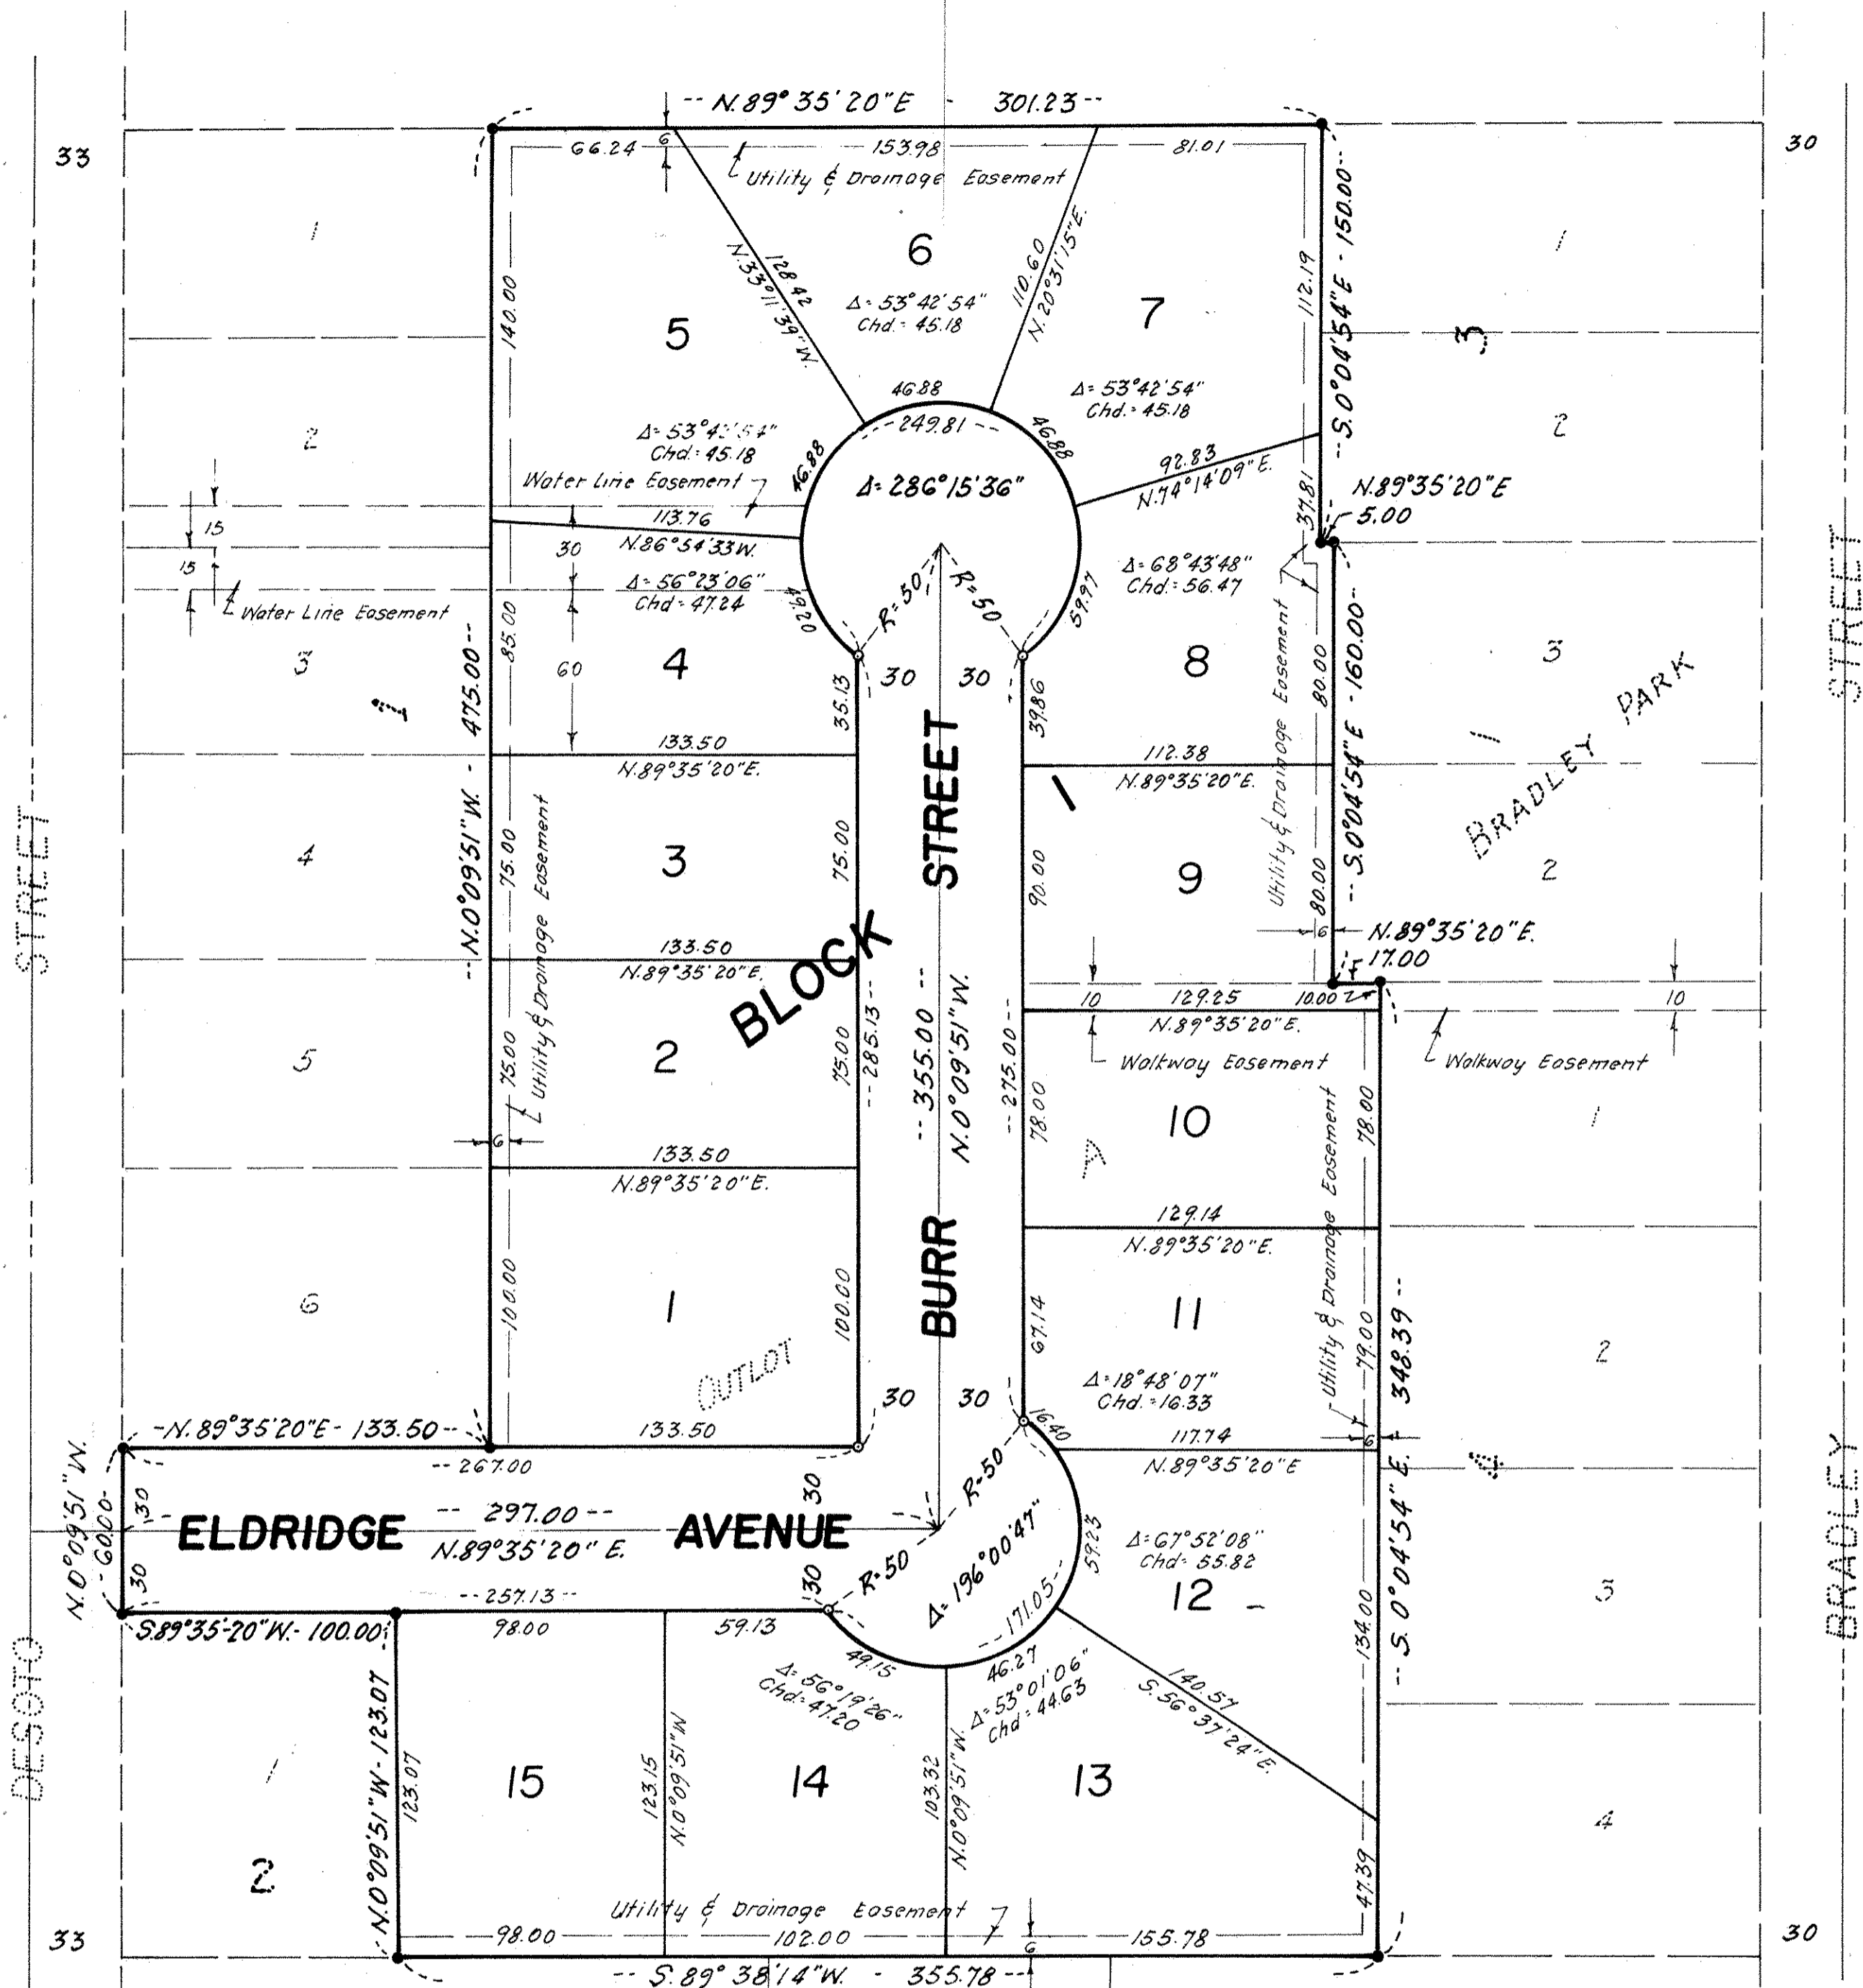 -- N. 89° 35' 20" E - 301.23 --
33
30
66.24
6
153.98
81.01
Utility & Drainage Easement
1
6
1
140.00
128.42
N. 33° 11' 39" W.
110.60
N. 20° 31' 15" E.
112.19
-- S. 0° 04' 54" E - 150.00 --
Δ = 53° 42' 54"
Chd. = 45.18
5
7
3
2
2
46.88
Δ = 53° 42' 54"
Chd. = 45.18
Δ = 53° 42' 54"
Chd. = 45.18
-- 249.81 --
46.88
46.88
Water Line Easement
Δ = 286° 15' 36"
92.83
N. 74° 14' 09" E.
37.81
N. 89° 35' 20" E
5.00
15
15
113.76
N. 86° 54' 33 W.
30
Δ = 56° 23' 06"
Chd = 47.24
49.20
R = 50
R = 50
Δ = 68° 43' 48"
Chd. = 56.47
59.97
Water Line Easement
3
1
-- N. 0° 09' 51" W. - 475.00 --
85.00
60
4
30
30
35.13
39.86
8
Utility & Drainage Easement
80.00
-- S. 0° 04' 54" E - 160.00 --
3
STREET
133.50
N. 89° 35' 20" E.
112.38
N. 89° 35' 20" E.
1
1
BRADLEY PARK
STREET
4
75.00
Utility & Drainage Easement
3
75.00
STREET
90.00
9
80.00
2
133.50
N. 89° 35' 20" E.
BLOCK
6
N. 89° 35' 20" E.
17.00
10
129.25
10.00
10
N. 89° 35' 20" E.
Walkway Easement
Walkway Easement
5
75.00
2
75.00
-- 285.13 --
-- 355.00 --
N. 0° 09' 51" W.
-- 275.00 --
78.00
10
A
Utility & Drainage Easement
78.00
1
6
133.50
N. 89° 35' 20" E.
129.14
N. 89° 35' 20" E.
6
100.00
1
100.00
BURR
67.14
11
79.00
-- S. 0° 04' 54" E. - 348.39 --
2
OUTLOT
30
30
Δ = 18° 48' 07"
Chd. = 16.33
16.40
- N. 89° 35' 20" E - 133.50 --
133.50
117.74
6
N. 89° 35' 20" E
4
-- 267.00
N. 0° 09' 51" W.
- 60.00 -
30
30
ELDRIDGE AVENUE
-- 297.00 --
N. 89° 35' 20" E.
30
30
R = 50
R = 50
Δ = 196° 00' 47"
-- 171.05 --
59.23
Δ = 67° 52' 08"
Chd = 55.82
12
134.00
3
BRADLEY
-- 257.13 --
S. 89° 35' 20" W. - 100.00
98.00
59.13
49.15
Δ = 56° 19' 26"
Chd = 47.20
46.27
Δ = 53° 01' 06"
Chd = 44.63
140.57
S. 56° 37' 24" E.
DESOTO
1
2
N. 0° 09' 51" W - 123.07
123.07
15
123.15
N. 0° 09' 51" W
14
103.32
N. 0° 09' 51" W.
13
4
47.39
33
30
Utility & Drainage Easement
98.00
102.00
6
155.78
-- S. 89° 38' 14" W. - 355.78 --